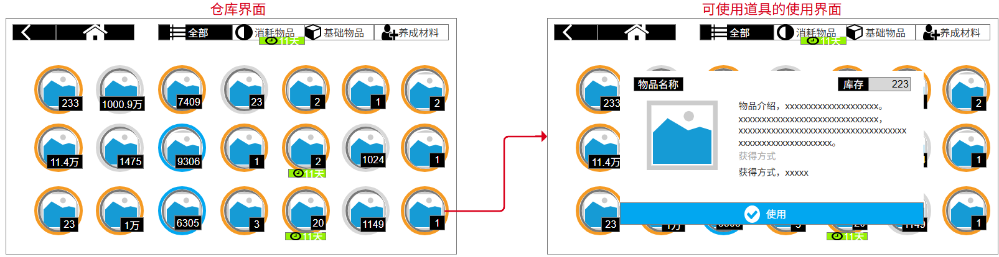 仓库界面
全部 消耗物品 基础物品 养成材料
11天
233 1000.9万 7409 23 2 1 2
11.4万 1475 9306 1 2 1024 1
11天
23 1万 6305 3 20 1149 1
11天
可使用道具的使用界面
全部 消耗物品 基础物品 养成材料
11天
物品名称 库存 223
233 2
物品介绍，xxxxxxxxxxxxxxxxxxxx。
xxxxxxxxxxxxxxxxxxxxxxxxxxxxxx，
xxxxxxxxxxxxxxxxxxxxxxxxxxxxxxxxxxxx
xxxxxxxxxxxxxxxxxxxx。
获得方式
11.4万 1
获得方式，xxxxx
使用
23 1万 3 20 1149 1
11天